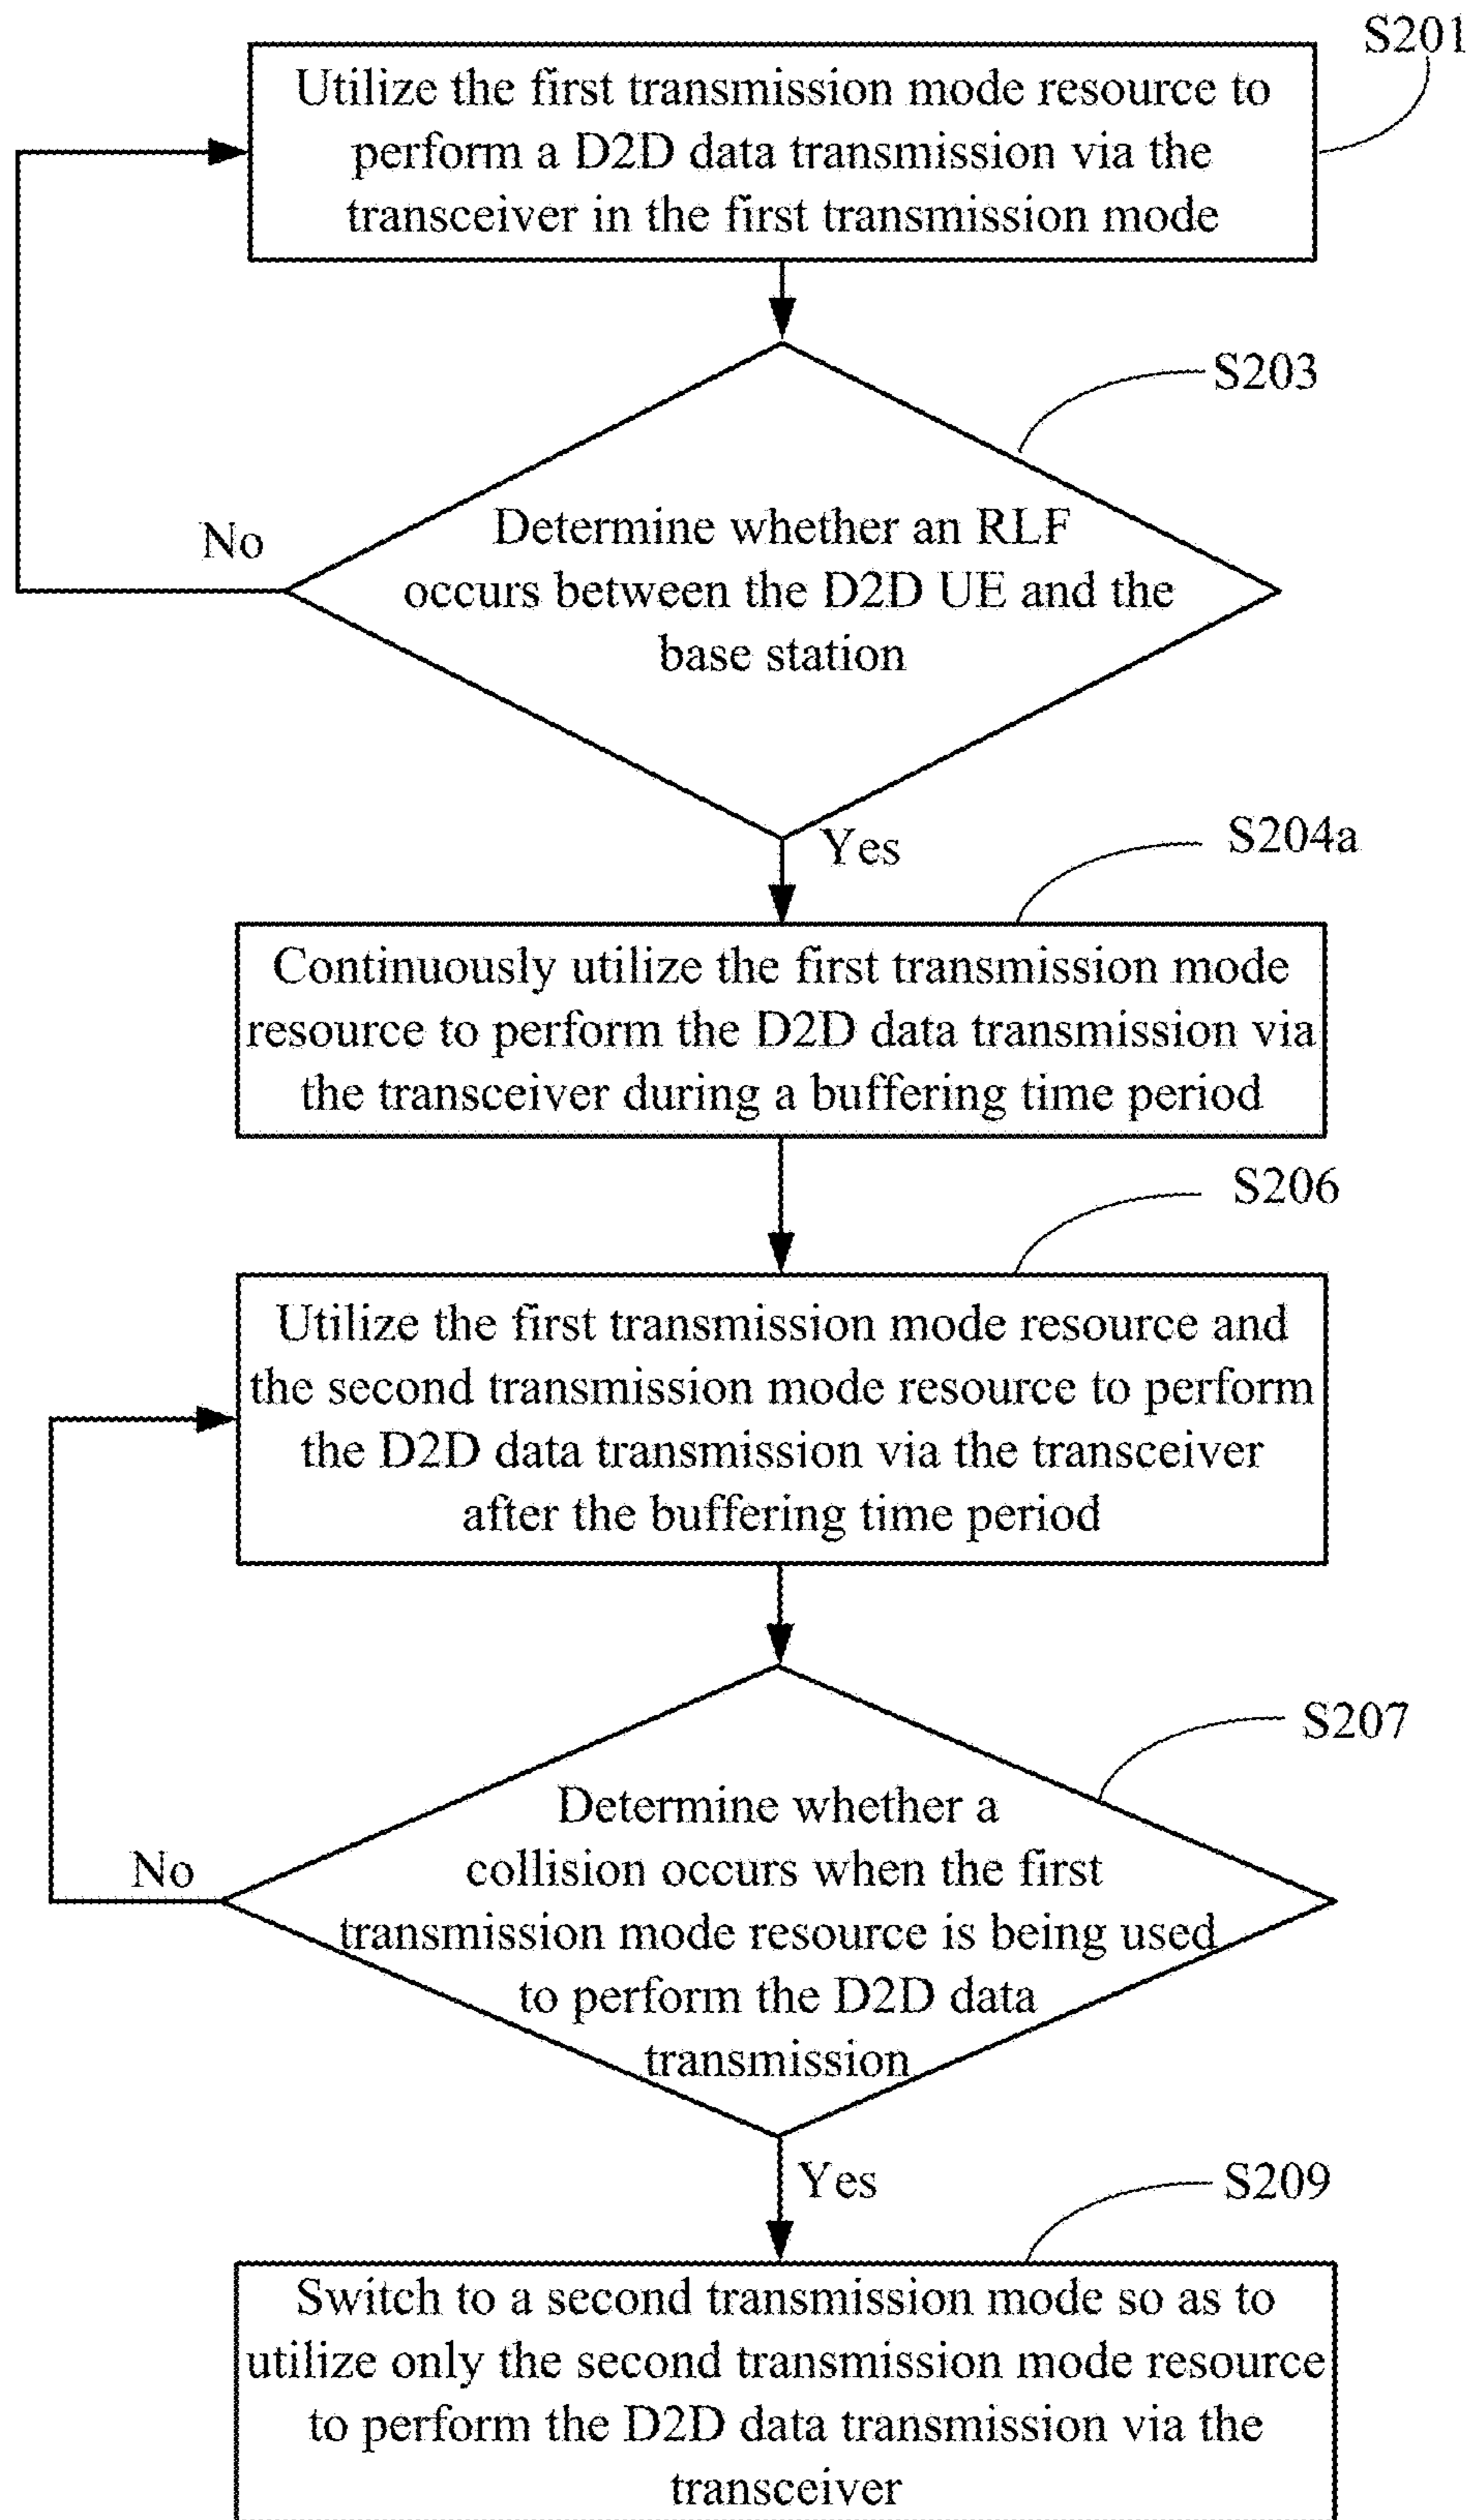 S201
Utilize the first transmission mode resource to
perform a D2D data transmission via the
transceiver in the first transmission mode
S203
No
Determine whether an RLF
occurs between the D2D UE and the
base station
Yes
S204a
Continuously utilize the first transmission mode
resource to perform the D2D data transmission via
the transceiver during a buffering time period
S206
Utilize the first transmission mode resource and
the second transmission mode resource to perform
the D2D data transmission via the transceiver
after the buffering time period
S207
No
Determine whether a
collision occurs when the first
transmission mode resource is being used
to perform the D2D data
transmission
Yes
S209
Switch to a second transmission mode so as to
utilize only the second transmission mode resource
to perform the D2D data transmission via the
transceiver